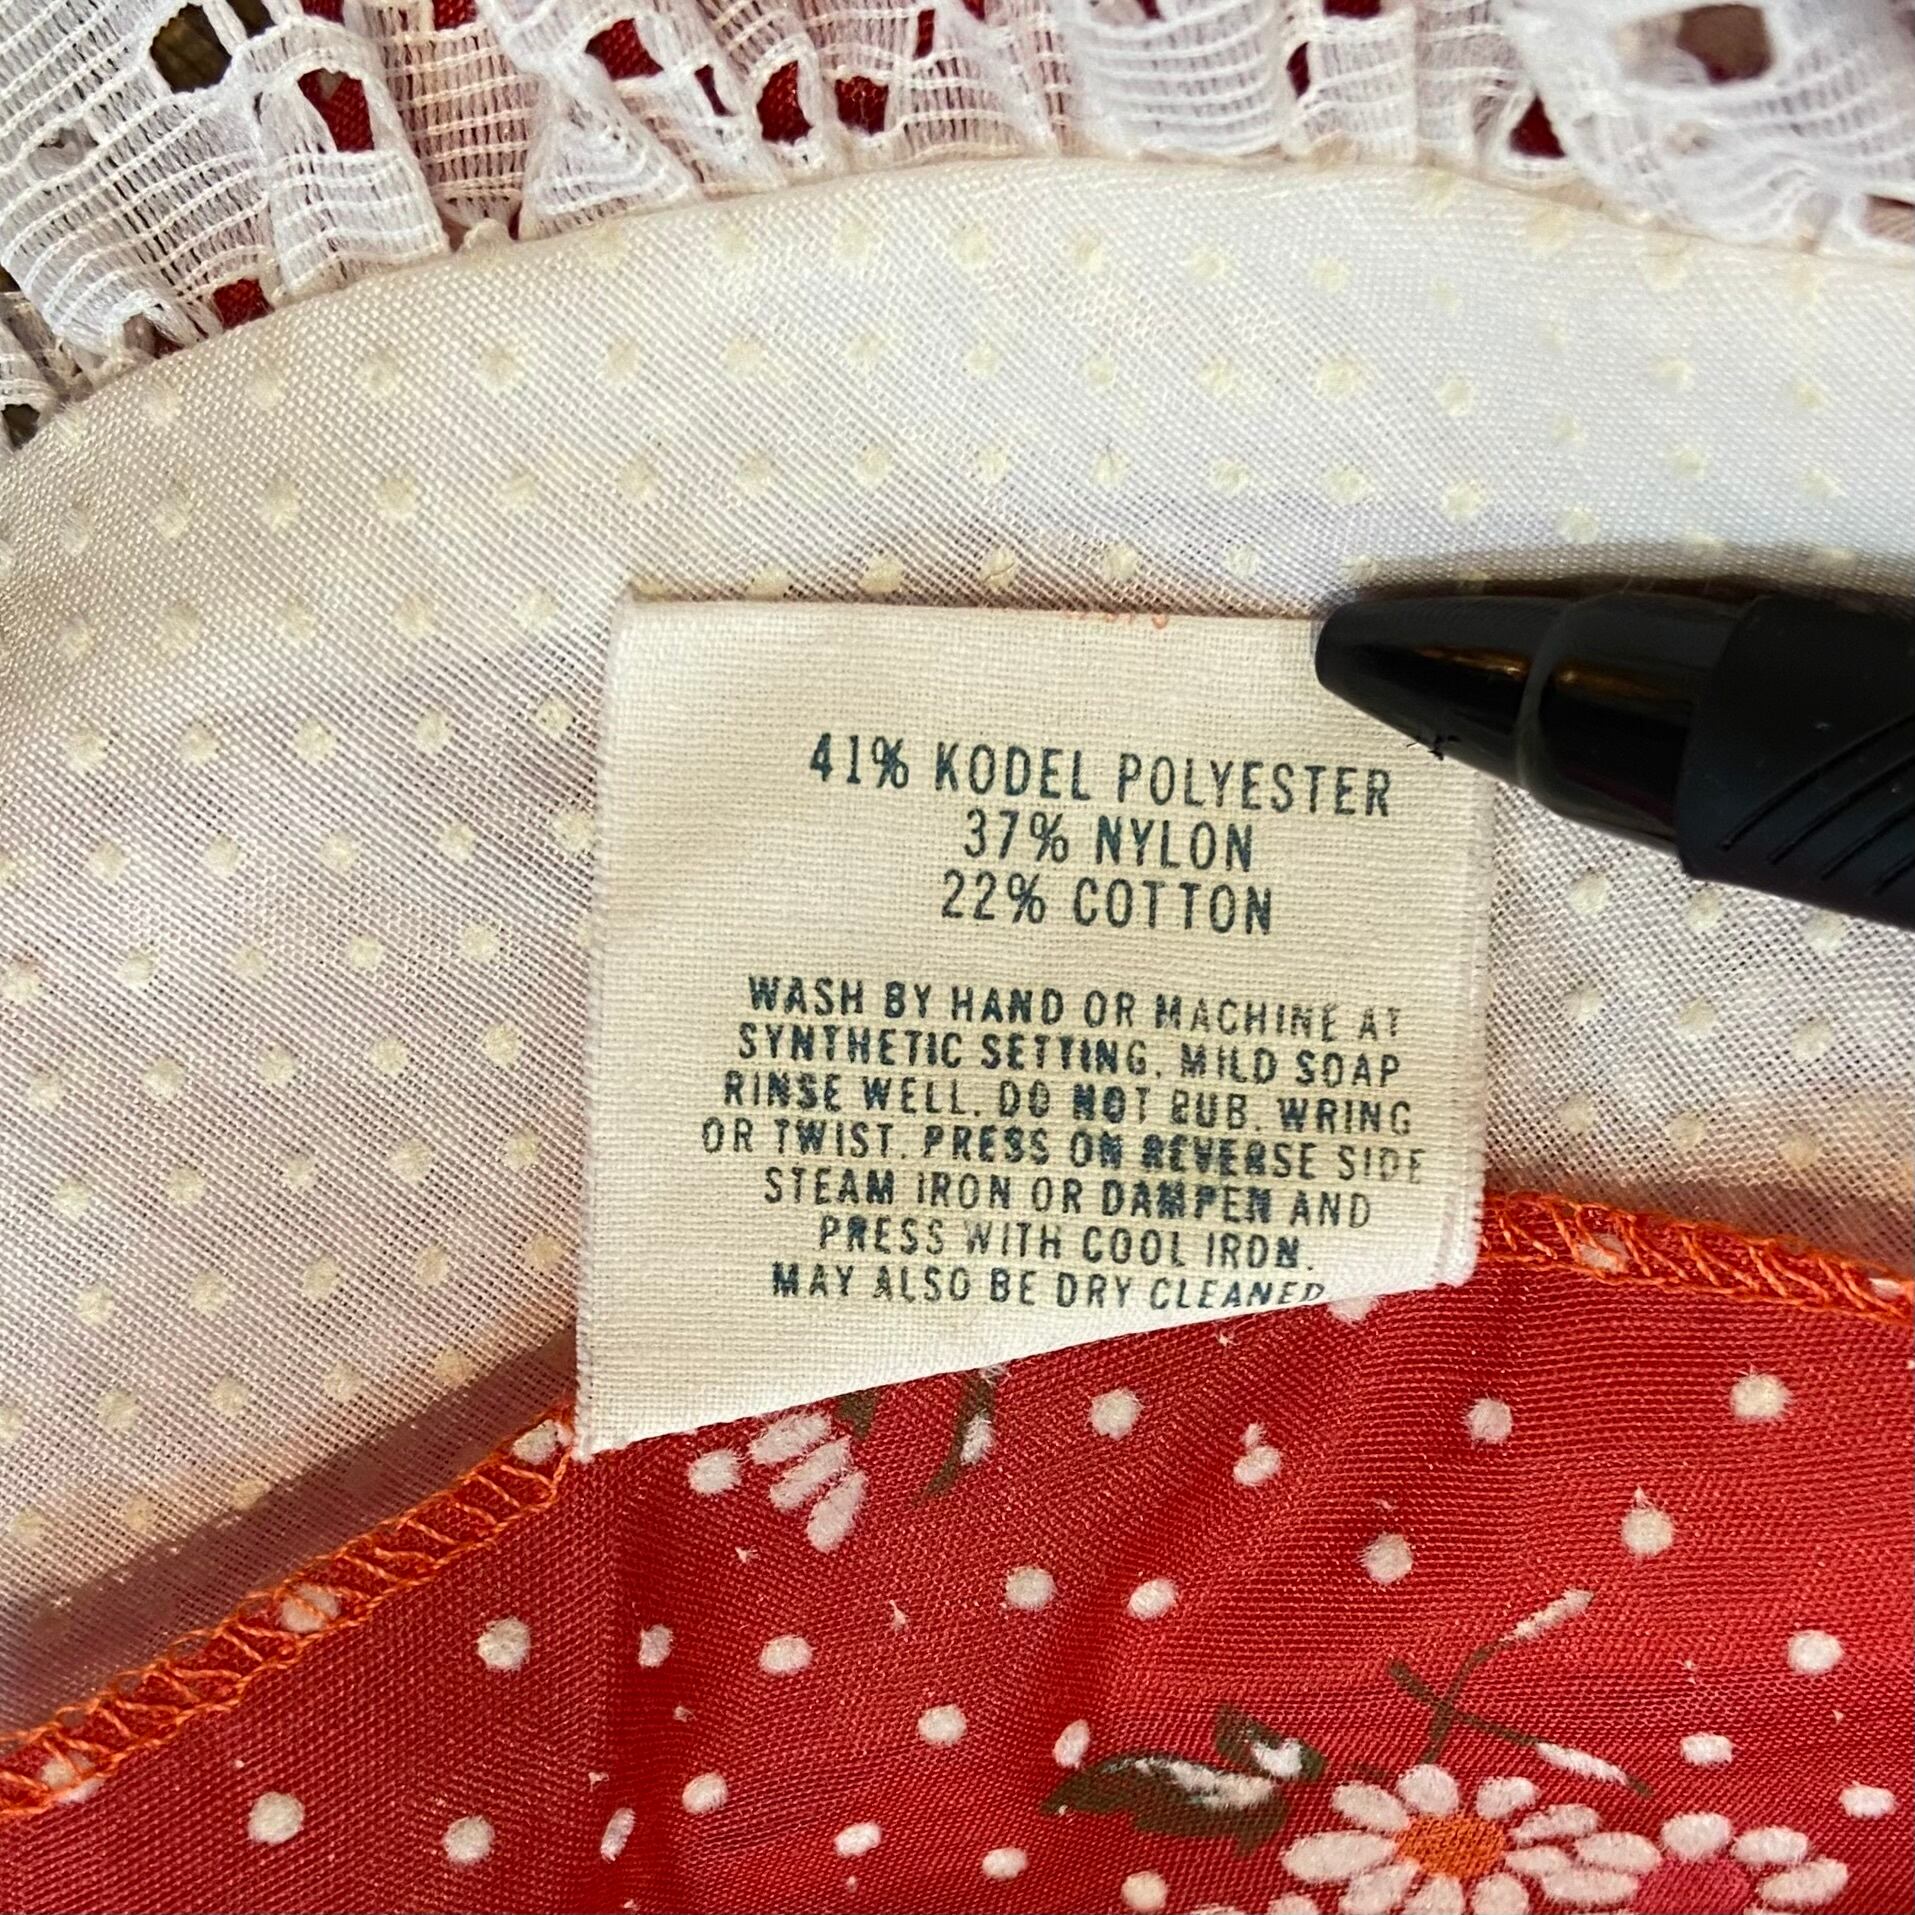 41% KODEL POLYESTER
37% NYLON
22% COTTON
WASH BY HAND OR MACHINE AT
SYNTHETIC SETTING. MILD SOAP
RINSE WELL. DO NOT RUB. WRING
OR TWIST. PRESS ON REVERSE SIDE
STEAM IRON OR DAMPEN AND
PRESS WITH COOL IRON.
MAY ALSO BE DRY CLEANED